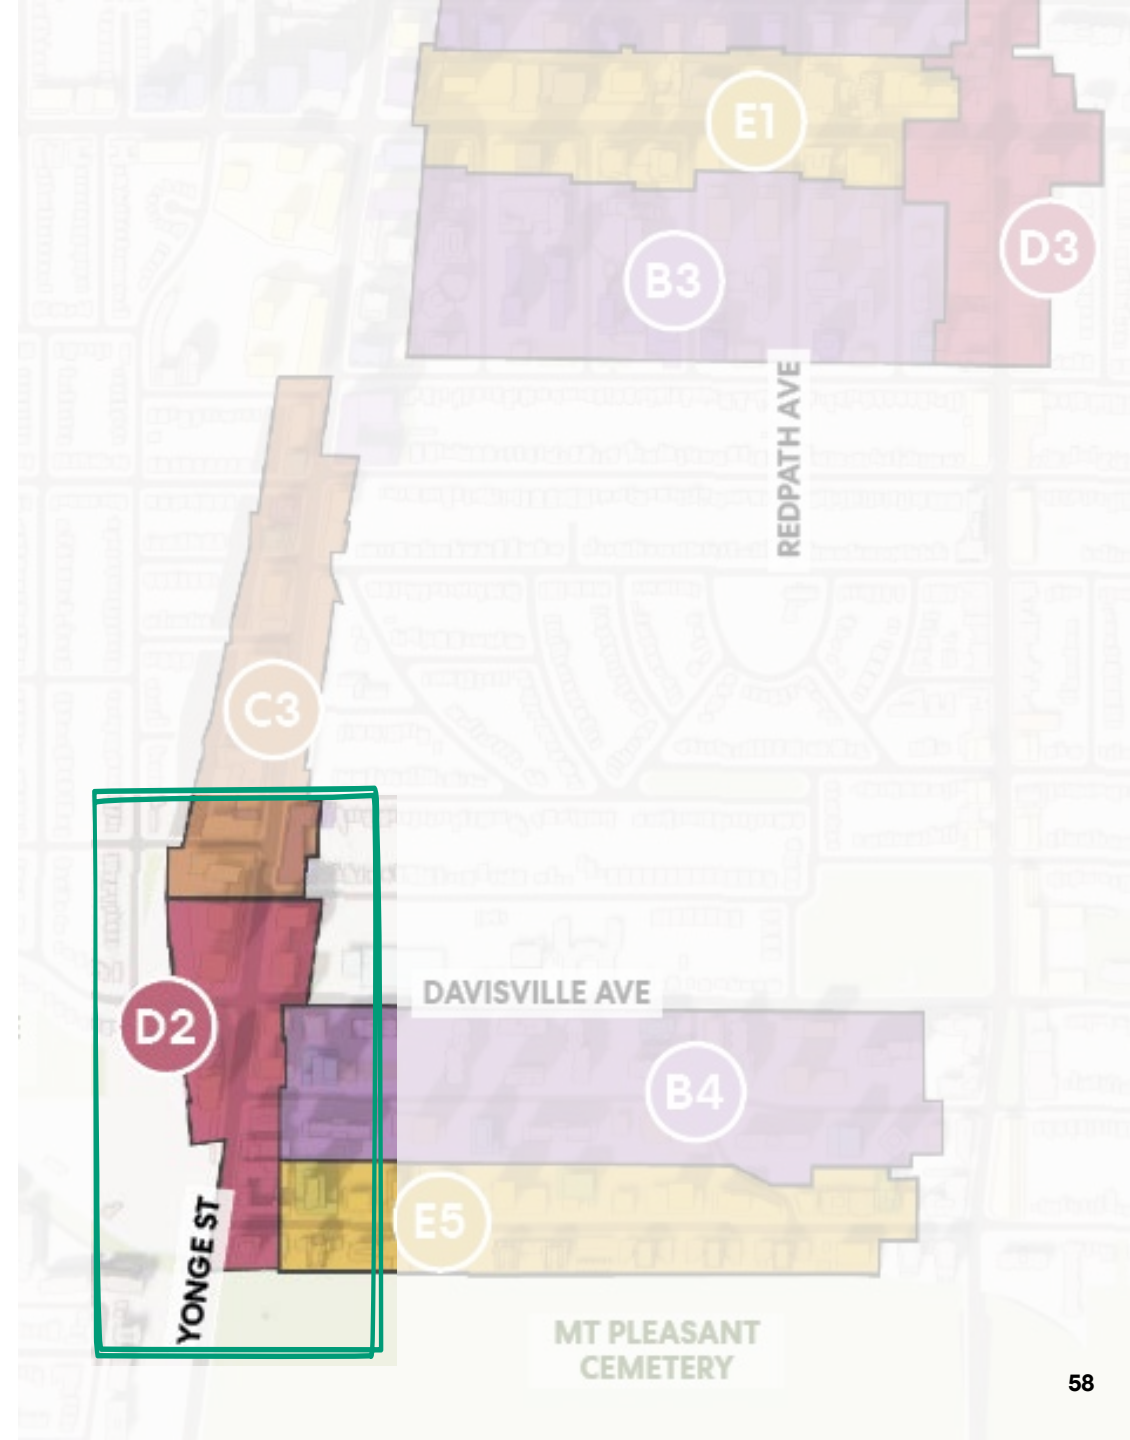 E1
D3
B3
REDPATH AVE
C3
DAVISVILLE AVE
D2
B4
YONGE ST
E5
MT PLEASANT
CEMETERY
58